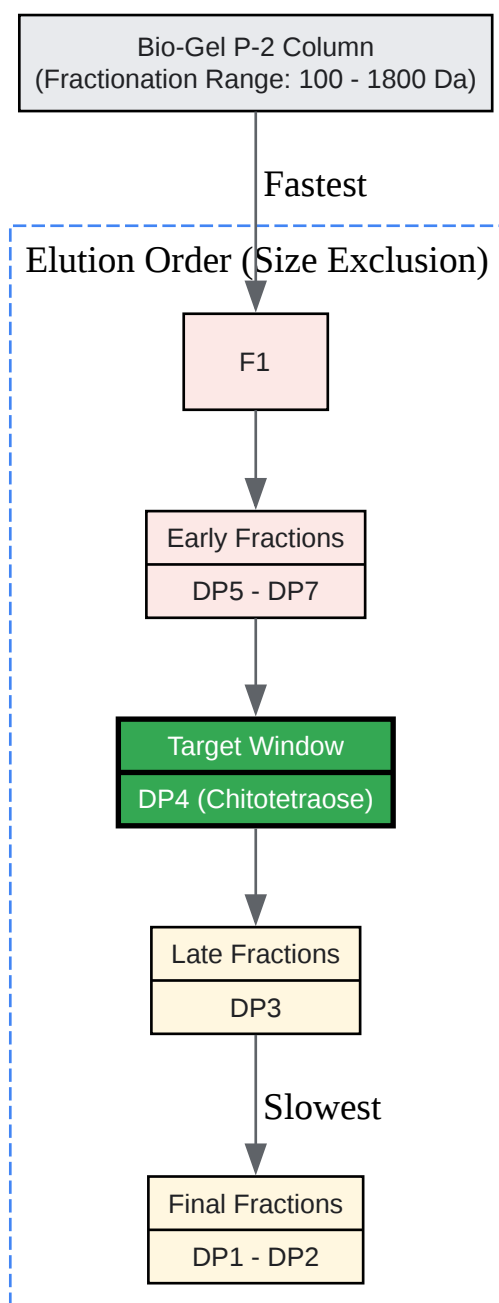 Bio-Gel P-2 Column
(Fractionation Range: 100 - 1800 Da)
Fastest
Elution Order (Size Exclusion)
F1
Early Fractions
DP5 - DP7
Target Window
DP4 (Chitotetraose)
Late Fractions
DP3
Slowest
Final Fractions
DP1 - DP2